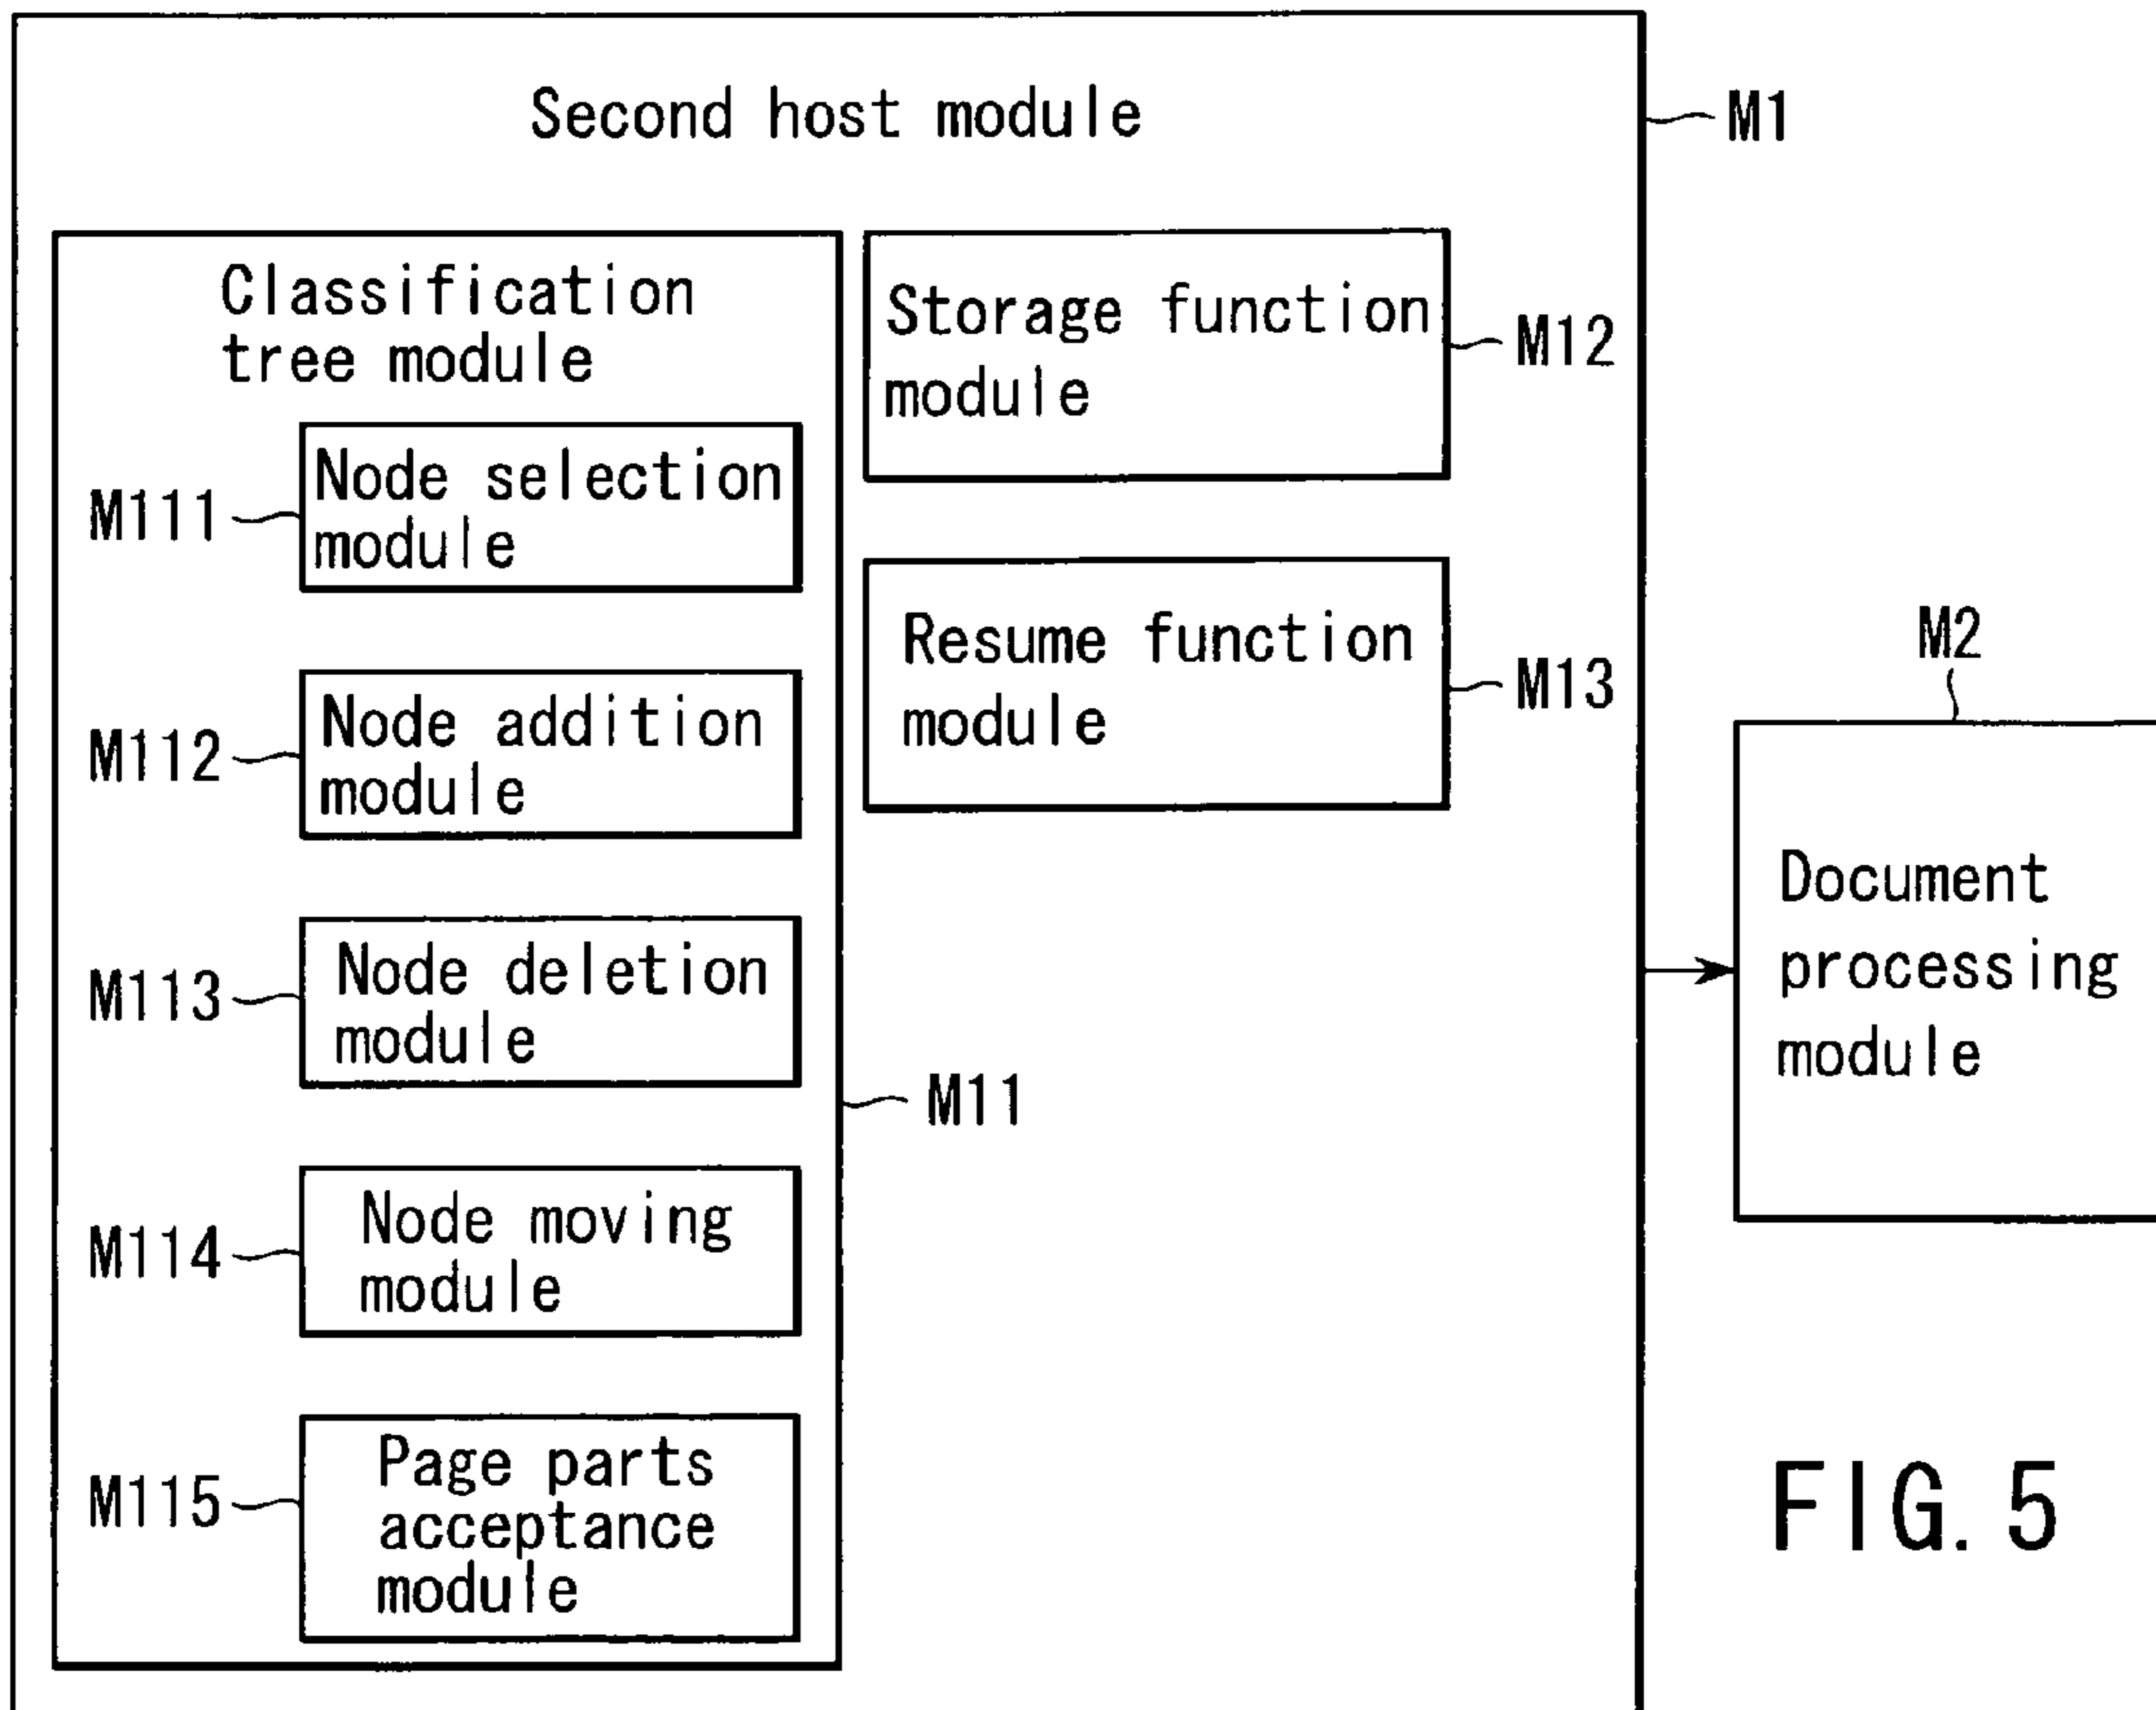 Second host module
M1
Classification
tree module
M11
M111
Node selection
module
M112
Node addition
module
M113
Node deletion
module
M114
Node moving
module
M115
Page parts
acceptance
module
Storage function
module
M12
Resume function
module
M13
M2
Document
processing
module
FIG. 5